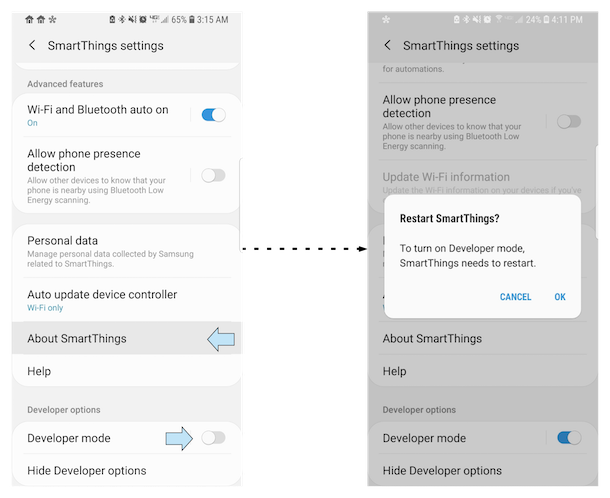 65% 3:15 AM
SmartThings settings
Advanced features
Wi-Fi and Bluetooth auto on
On
Allow phone presence
detection
Allow other devices to know that your
phone is nearby using Bluetooth Low
Energy scanning.
Personal data
Manage personal data collected by Samsung
related to SmartThings.
Auto update device controller
Wi-Fi only
About SmartThings
Help
Developer options
Developer mode
Hide Developer options
24% 4:11 PM
SmartThings settings
for automations.
Allow phone presence
detection
Allow other devices to know that your
phone is nearby using Bluetooth Low
Energy scanning.
Update Wi-Fi information
Update the Wi-Fi information on your devices if you've
Restart SmartThings?
To turn on Developer mode,
SmartThings needs to restart.
CANCEL OK
About SmartThings
Help
Developer options
Developer mode
Hide Developer options